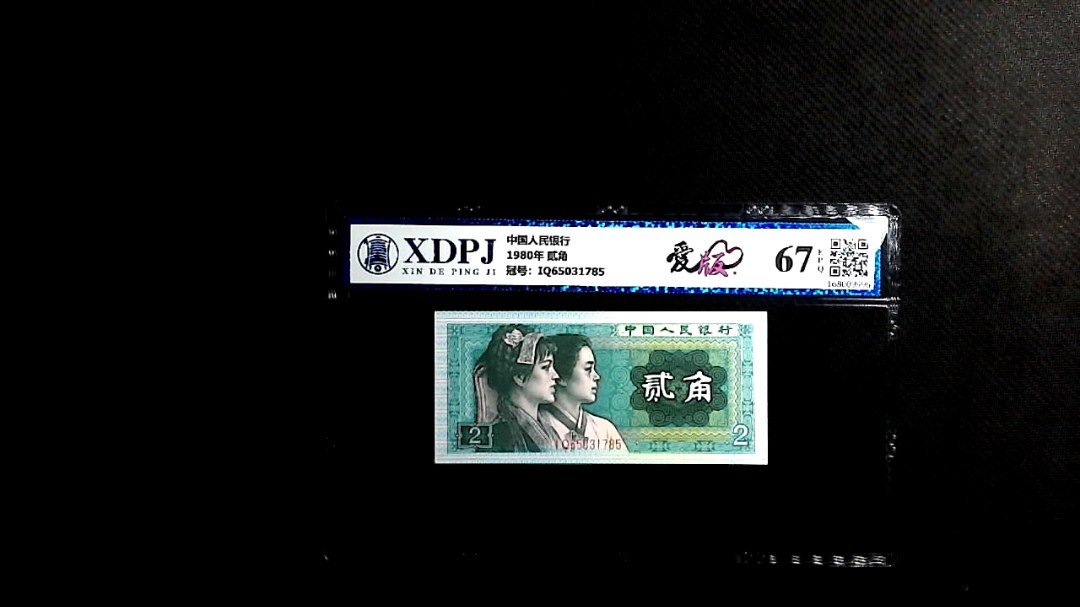 XDPJ
XIN DE PING JI
中国人民银行
1980年 贰角
冠号：IQ65031785
爱版
67
EPQ
中国人民银行
贰角
2
IQ65031785
2